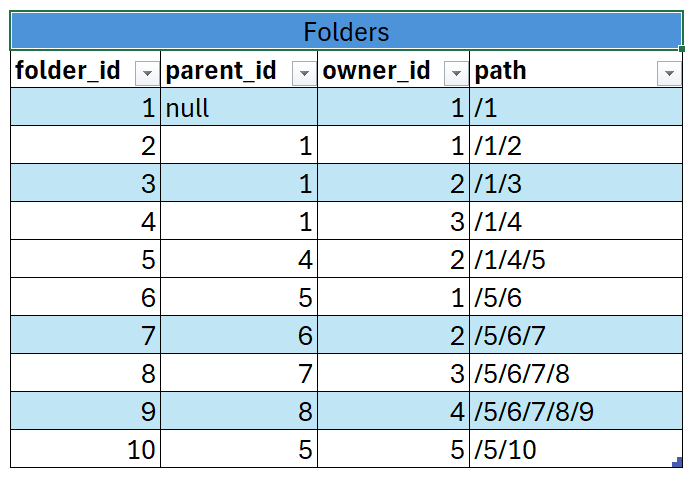 Folders
folder_id parent_id owner_id path
1 null 1 /1
2 1 1 /1/2
3 1 2 /1/3
4 1 3 /1/4
5 4 2 /1/4/5
6 5 1 /5/6
7 6 2 /5/6/7
8 7 3 /5/6/7/8
9 8 4 /5/6/7/8/9
10 5 5 /5/10